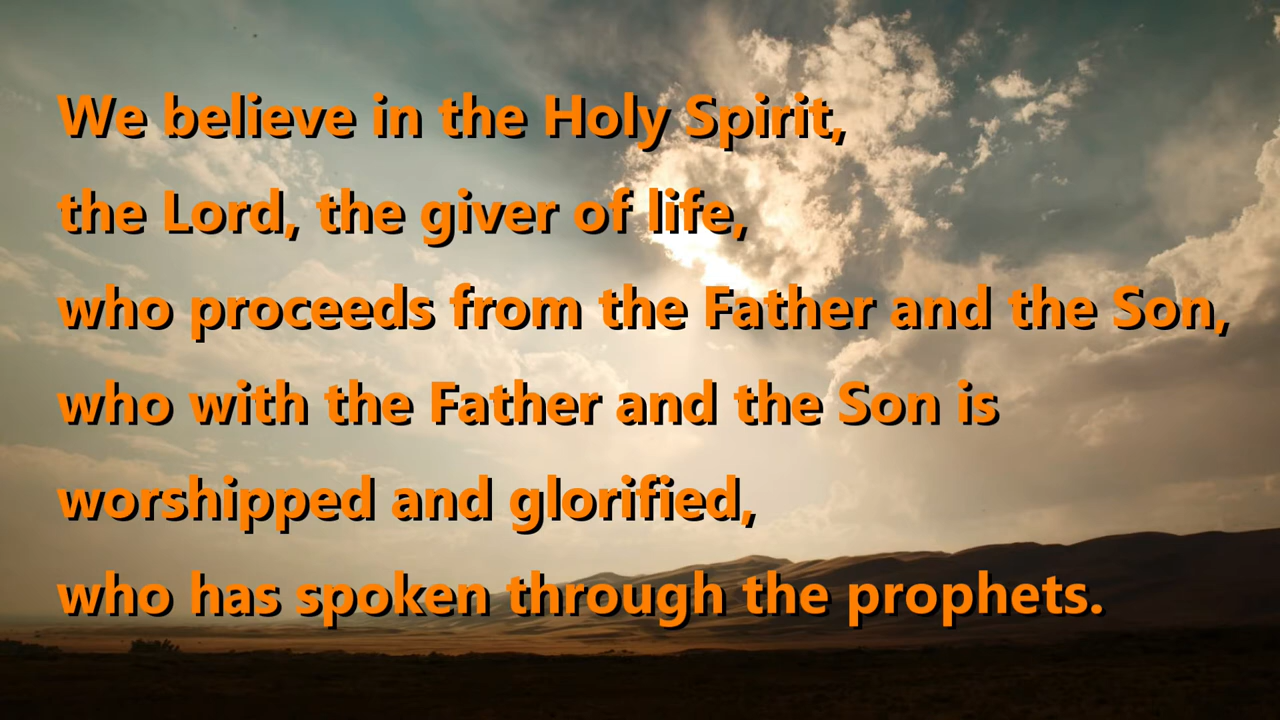 We believe in the Holy Spirit,
the Lord, the giver of life,
who proceeds from the Father and the Son,
who with the Father and the Son is
worshipped and glorified,
who has spoken through the prophets.